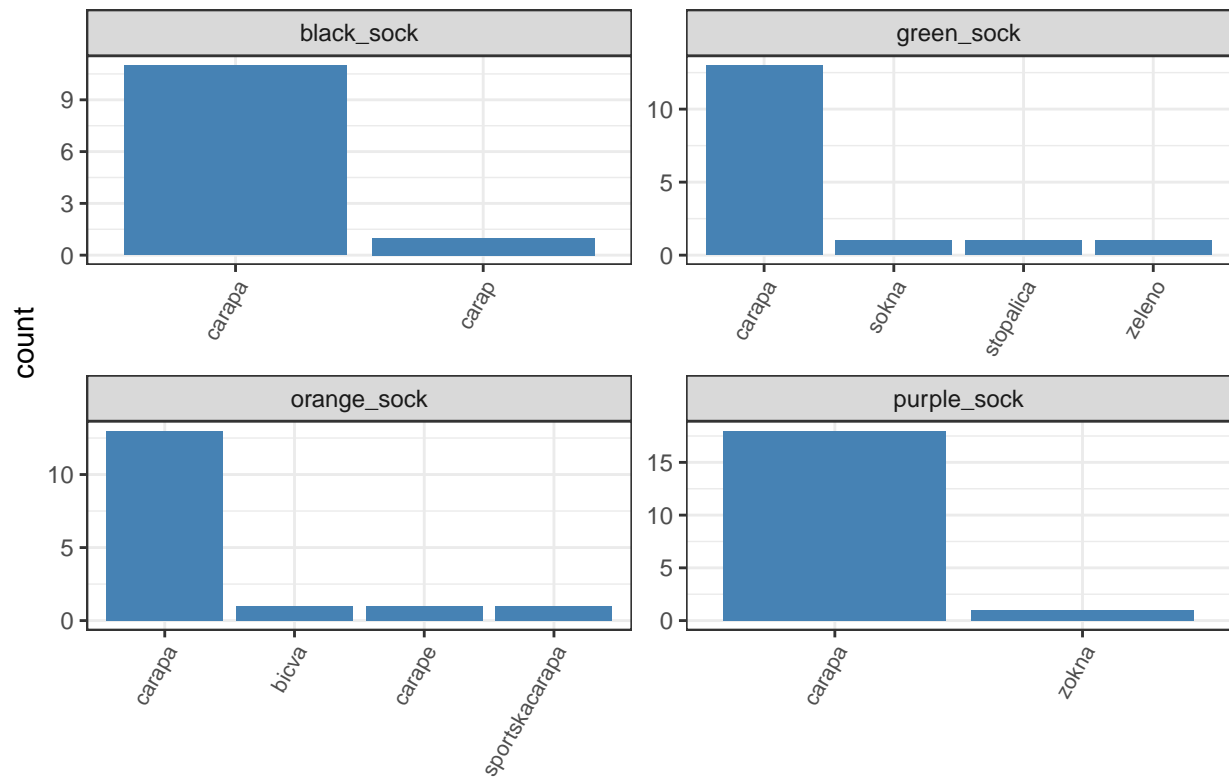 black_sock
green_sock
9
6
3
0
10
5
0
carapa
carap
carapa
sokna
stopalica
zeleno
count
orange_sock
purple_sock
10
5
0
15
10
5
0
carapa
bicva
carape
sportskacarapa
carapa
zokna